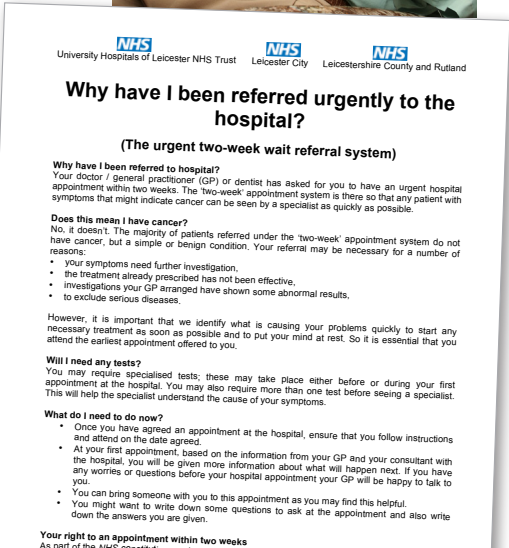 NHS NHS NHS
University Hospitals of Leicester NHS Trust Leicester City Leicestershire County and Rutland
Why have I been referred urgently to the
hospital?
(The urgent two-week wait referral system)
Why have I been referred to hospital?
Your doctor / general practitioner (GP) or dentist has asked for you to have an urgent hospital
appointment within two weeks. The 'two-week' appointment system is there so that any patient with
symptoms that might indicate cancer can be seen by a specialist as quickly as possible.
Does this mean I have cancer?
No, it doesn't. The majority of patients referred under the 'two-week' appointment system do not
have cancer, but a simple or benign condition. Your referral may be necessary for a number of
reasons:
• your symptoms need further investigation,
• the treatment already prescribed has not been effective,
• investigations your GP arranged have shown some abnormal results,
• to exclude serious diseases.
However, it is important that we identify what is causing your problems quickly to start any
necessary treatment as soon as possible and to put your mind at rest. So it is essential that you
attend the earliest appointment offered to you.
Will I need any tests?
You may require specialised tests; these may take place either before or during your first
appointment at the hospital. You may also require more than one test before seeing a specialist.
This will help the specialist understand the cause of your symptoms.
What do I need to do now?
• Once you have agreed an appointment at the hospital, ensure that you follow instructions
and attend on the date agreed.
• At your first appointment, based on the information from your GP and your consultant with
the hospital, you will be given more information about what will happen next. If you have
any worries or questions before your hospital appointment your GP will be happy to talk to
you.
• You can bring someone with you to this appointment as you may find this helpful.
• You might want to write down some questions to ask at the appointment and also write
down the answers you are given.
Your right to an appointment within two weeks
As part of the NHS